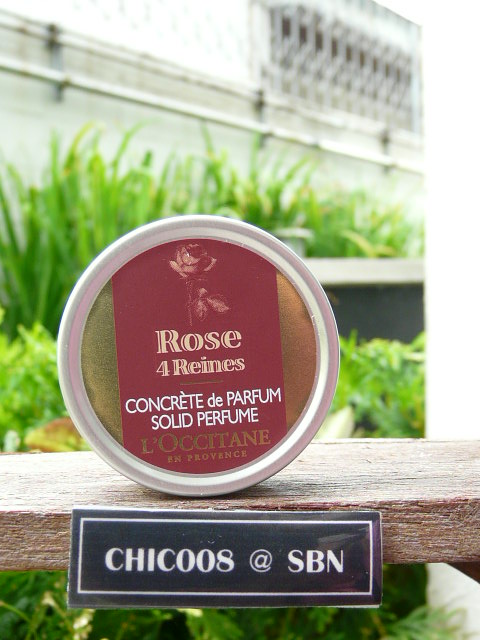 Rose
4 Reines
CONCRÈTE de PARFUM
SOLID PERFUME
L'OCCITANE
EN PROVENCE
CHIC008 @ SBN